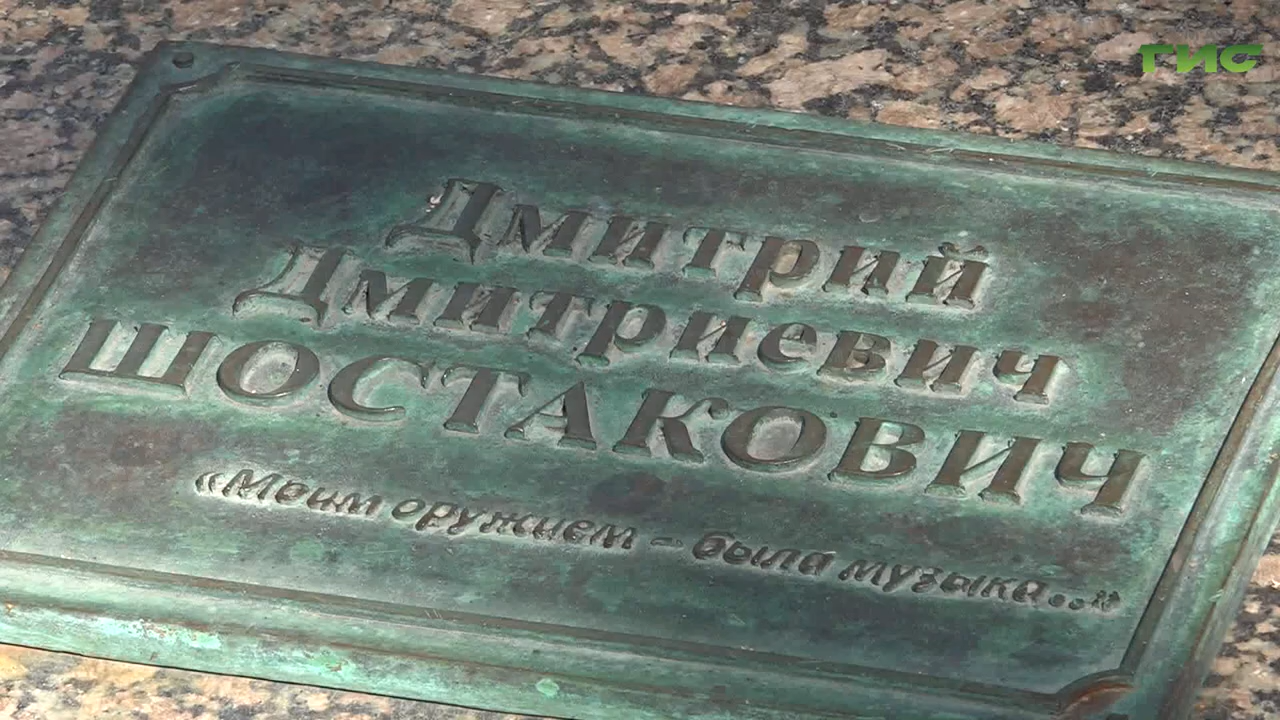 ГИС
Дмитрий
Дмитриевич
ШОСТАКОВИЧ
«Моим оружием – была музыка...»